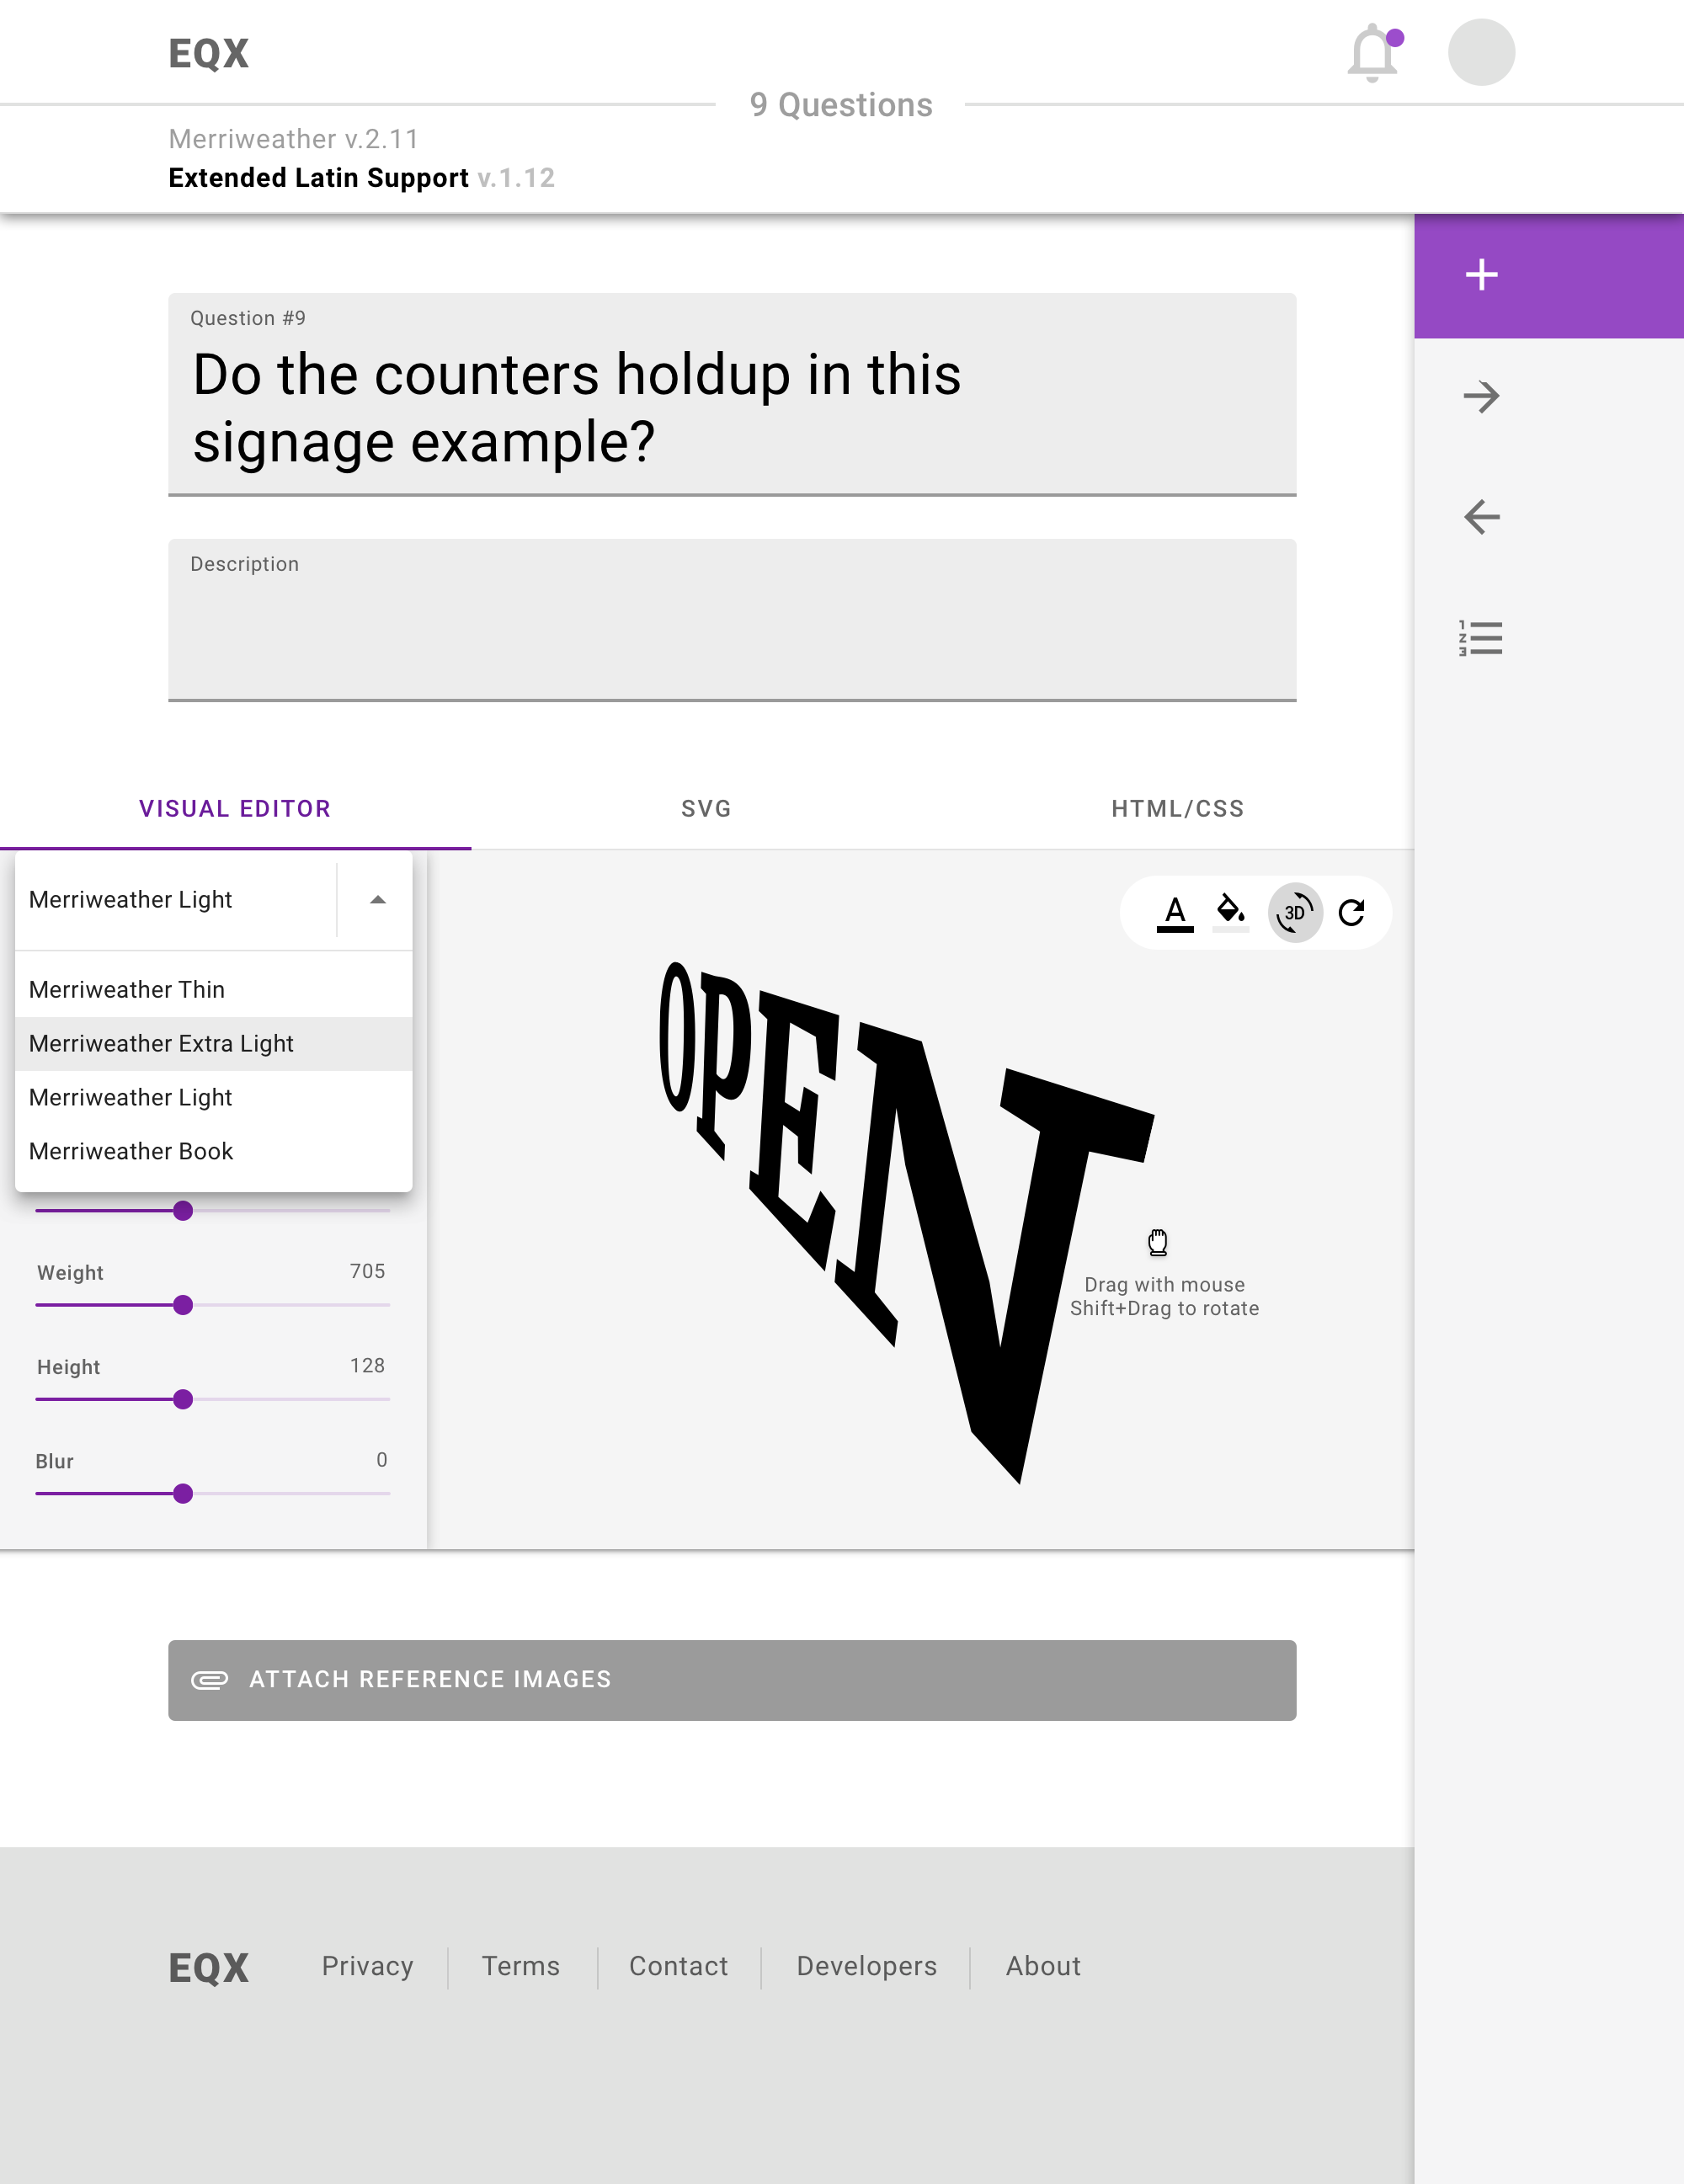 EQX
9 Questions
Merriweather v.2.11
Extended Latin Support v.1.12
Question #9
Do the counters holdup in this
signage example?
Description
1
2
3
VISUAL EDITOR
SVG
HTML/CSS
Merriweather Light
Merriweather Thin
Merriweather Extra Light
Merriweather Light
Merriweather Book
Weight 705
Height 128
Blur 0
A
3D
OPEN
Drag with mouse
Shift+Drag to rotate
ATTACH REFERENCE IMAGES
EQX
Privacy
Terms
Contact
Developers
About